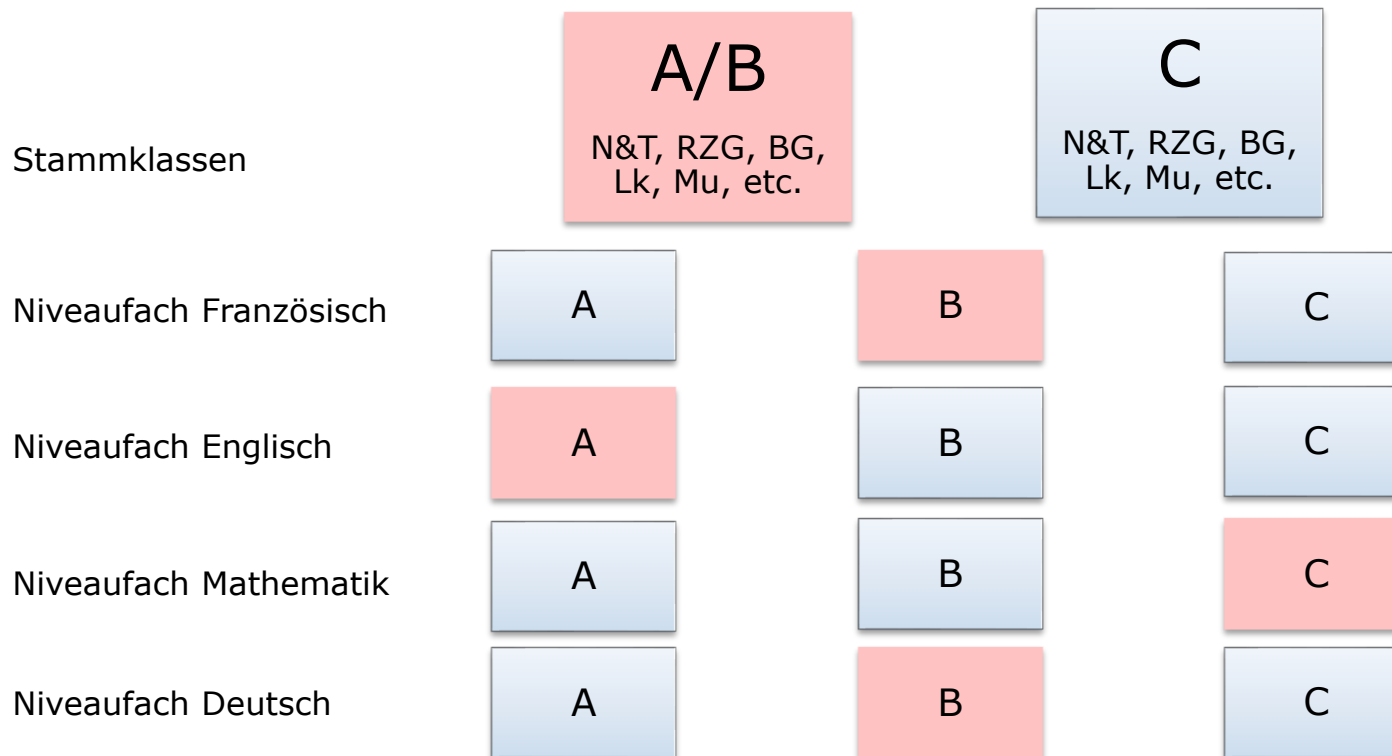 A/B
N&T, RZG, BG,
Lk, Mu, etc.
C
N&T, RZG, BG,
Lk, Mu, etc.
Stammklassen
Niveaufach Französisch
A
B
C
Niveaufach Englisch
A
B
C
Niveaufach Mathematik
A
B
C
Niveaufach Deutsch
A
B
C